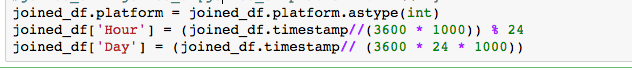 joined_df.platform = joined_df.platform.astype(int)
joined_df['Hour'] = (joined_df.timestamp//(3600 * 1000)) % 24
joined_df['Day'] = (joined_df.timestamp// (3600 * 24 * 1000))